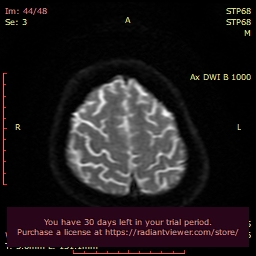 Im: 44/48
Se: 3
A
STP68
STP68
M
Ax DWI B 1000
R
L
You have 30 days left in your trial period.
Purchase a license at https://radiantviewer.com/store/